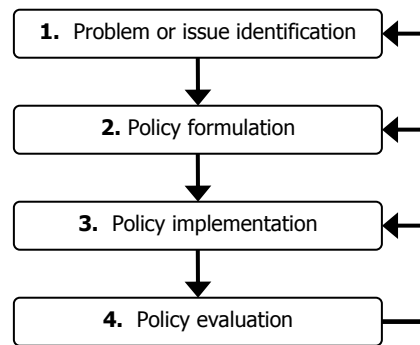 1. Problem or issue identification
2. Policy formulation
3. Policy implementation
4. Policy evaluation